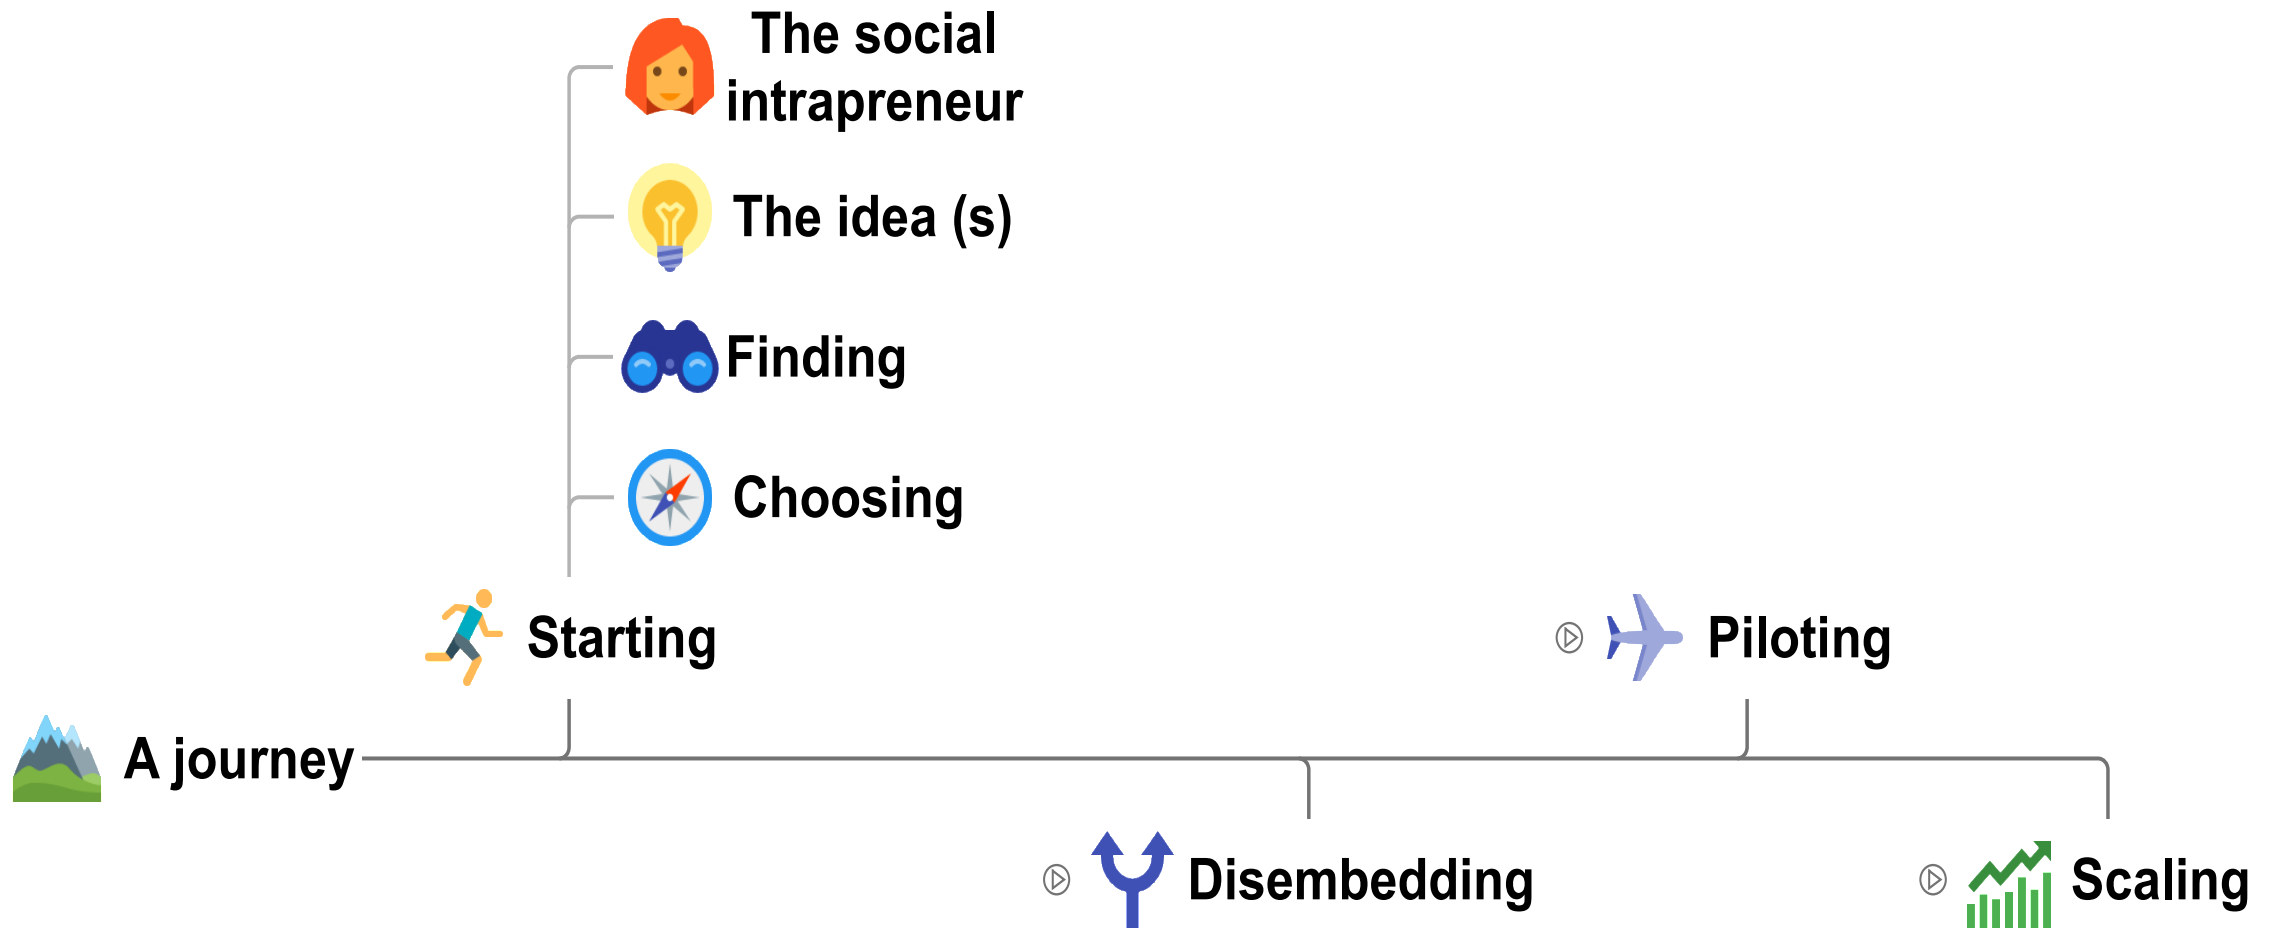 The social
intrapreneur
The idea (s)
Finding
Choosing
Starting
Piloting
A journey
Disembedding
Scaling